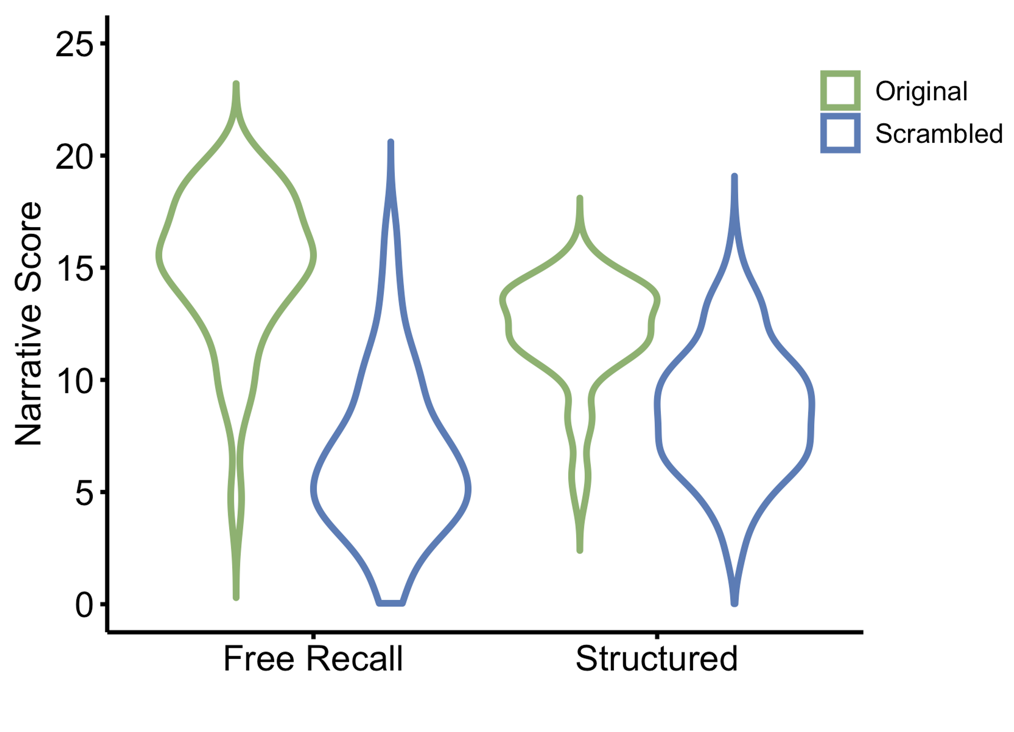 25
20
15
10
5
0
Narrative Score
Free Recall
Structured
Original
Scrambled